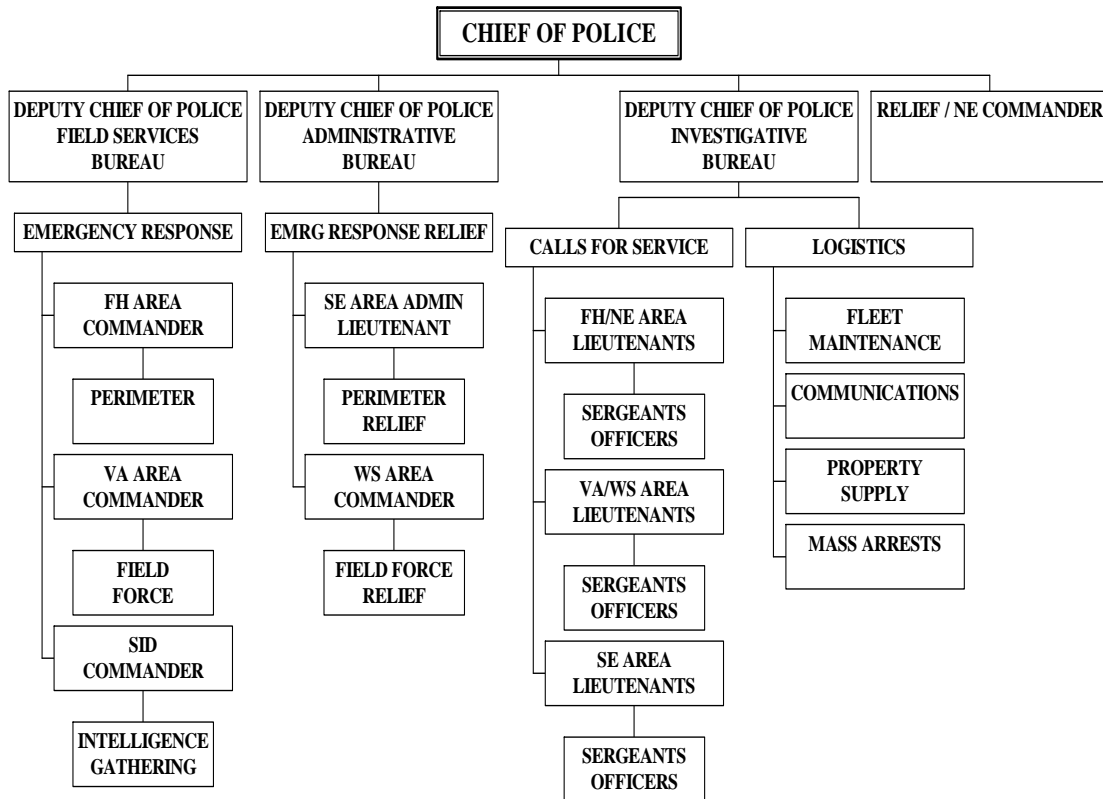 CHIEF OF POLICE
DEPUTY CHIEF OF POLICE
FIELD SERVICES
BUREAU
DEPUTY CHIEF OF POLICE
ADMINISTRATIVE
BUREAU
DEPUTY CHIEF OF POLICE
INVESTIGATIVE
BUREAU
RELIEF / NE COMMANDER
EMERGENCY RESPONSE
FH AREA
COMMANDER
PERIMETER
VA AREA
COMMANDER
FIELD
FORCE
SID
COMMANDER
INTELLIGENCE
GATHERING
EMRG RESPONSE RELIEF
SE AREA ADMIN
LIEUTENANT
PERIMETER
RELIEF
WS AREA
COMMANDER
FIELD FORCE
RELIEF
CALLS FOR SERVICE
FH/NE AREA
LIEUTENANTS
SERGEANTS
OFFICERS
VA/WS AREA
LIEUTENANTS
SERGEANTS
OFFICERS
SE AREA
LIEUTENANTS
SERGEANTS
OFFICERS
LOGISTICS
FLEET
MAINTENANCE
COMMUNICATIONS
PROPERTY
SUPPLY
MASS ARRESTS